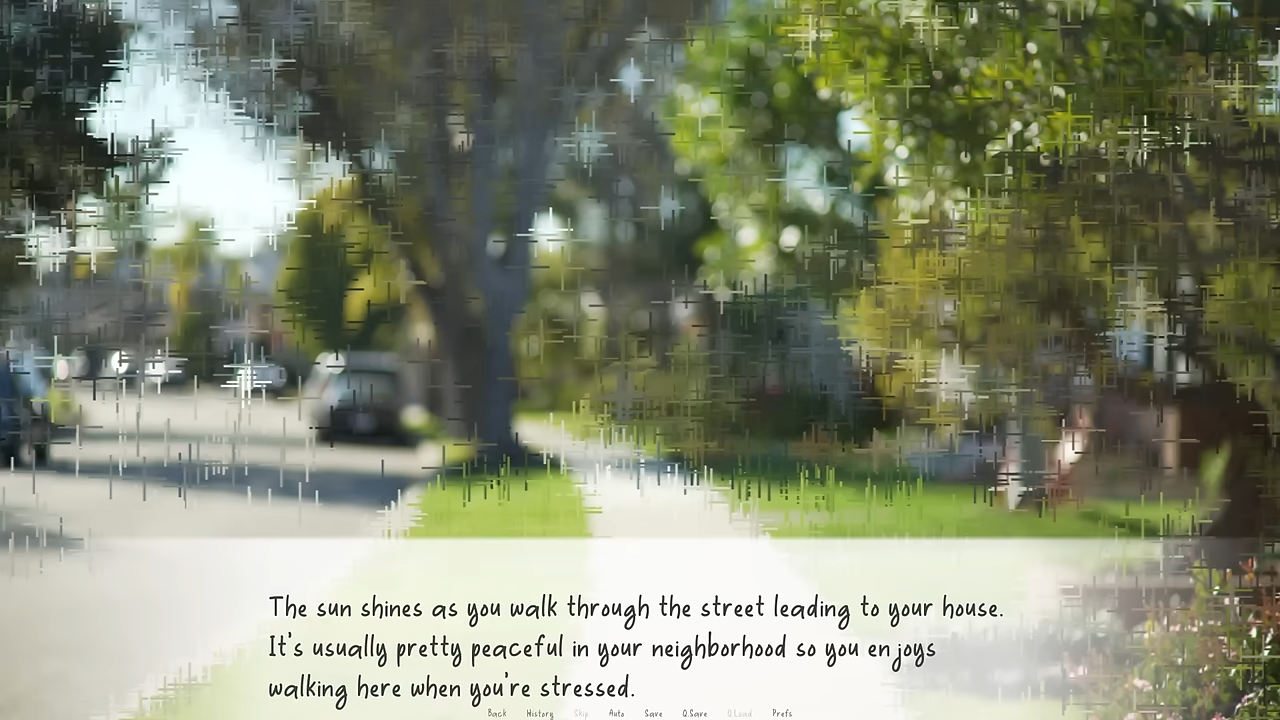 The sun shines as you walk through the street leading to your house.
It's usually pretty peaceful in your neighborhood so you enjoys
walking here when you're stressed.
Back History Skip Auto Save Q.Save Q.Load Prefs